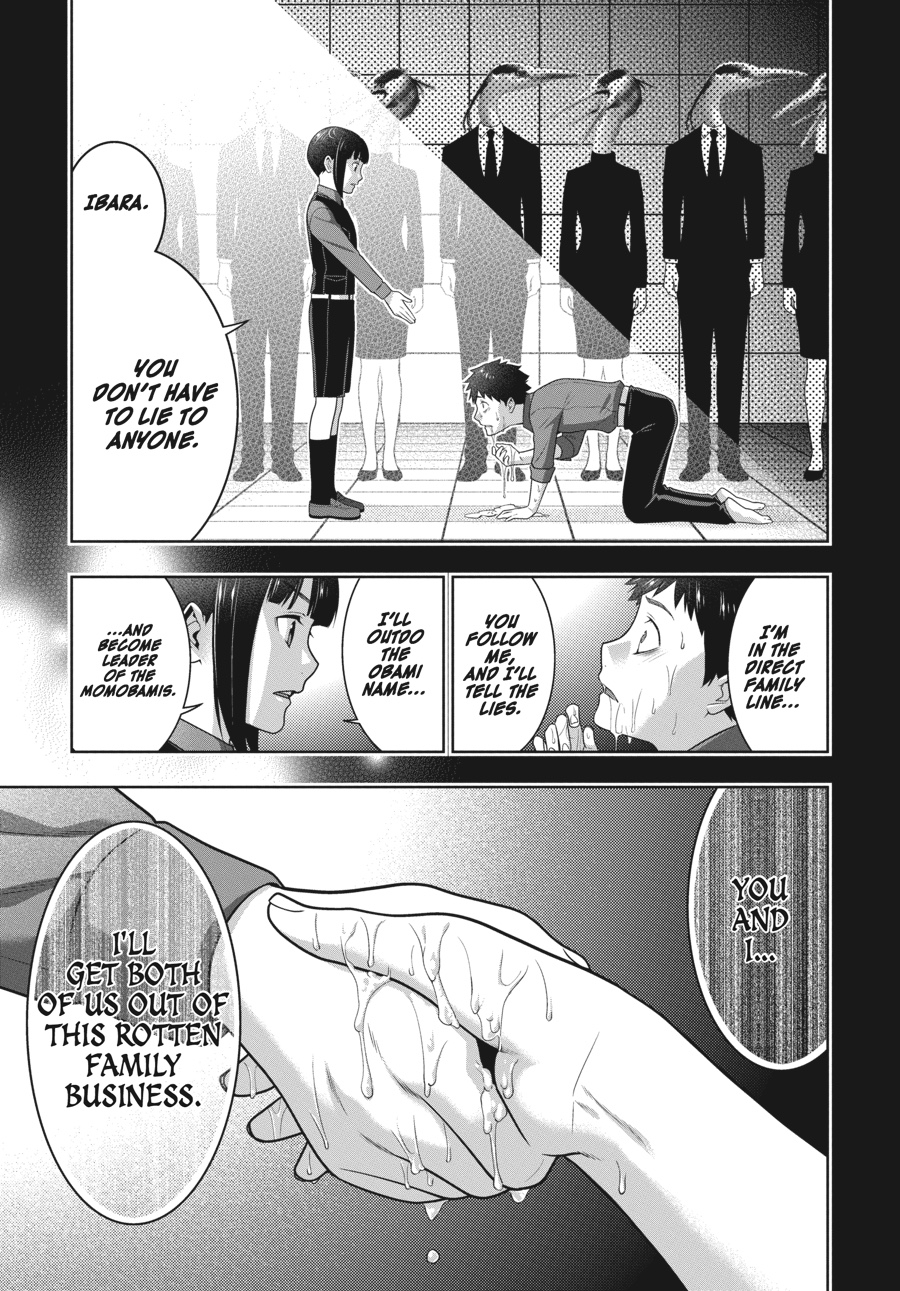 IBARA.
YOU
DON'T HAVE
TO LIE TO
ANYONE.
I'M
IN THE
DIRECT
FAMILY
LINE...
YOU
FOLLOW
ME,
AND I'LL
TELL THE
LIES.
I'LL
OUTDO
THE
OBAMI
NAME...
...AND
BECOME
LEADER
OF THE
MOMOBAMIS.
YOU
AND
I...
I'LL
GET BOTH
OF US OUT OF
THIS ROTTEN
FAMILY
BUSINESS.